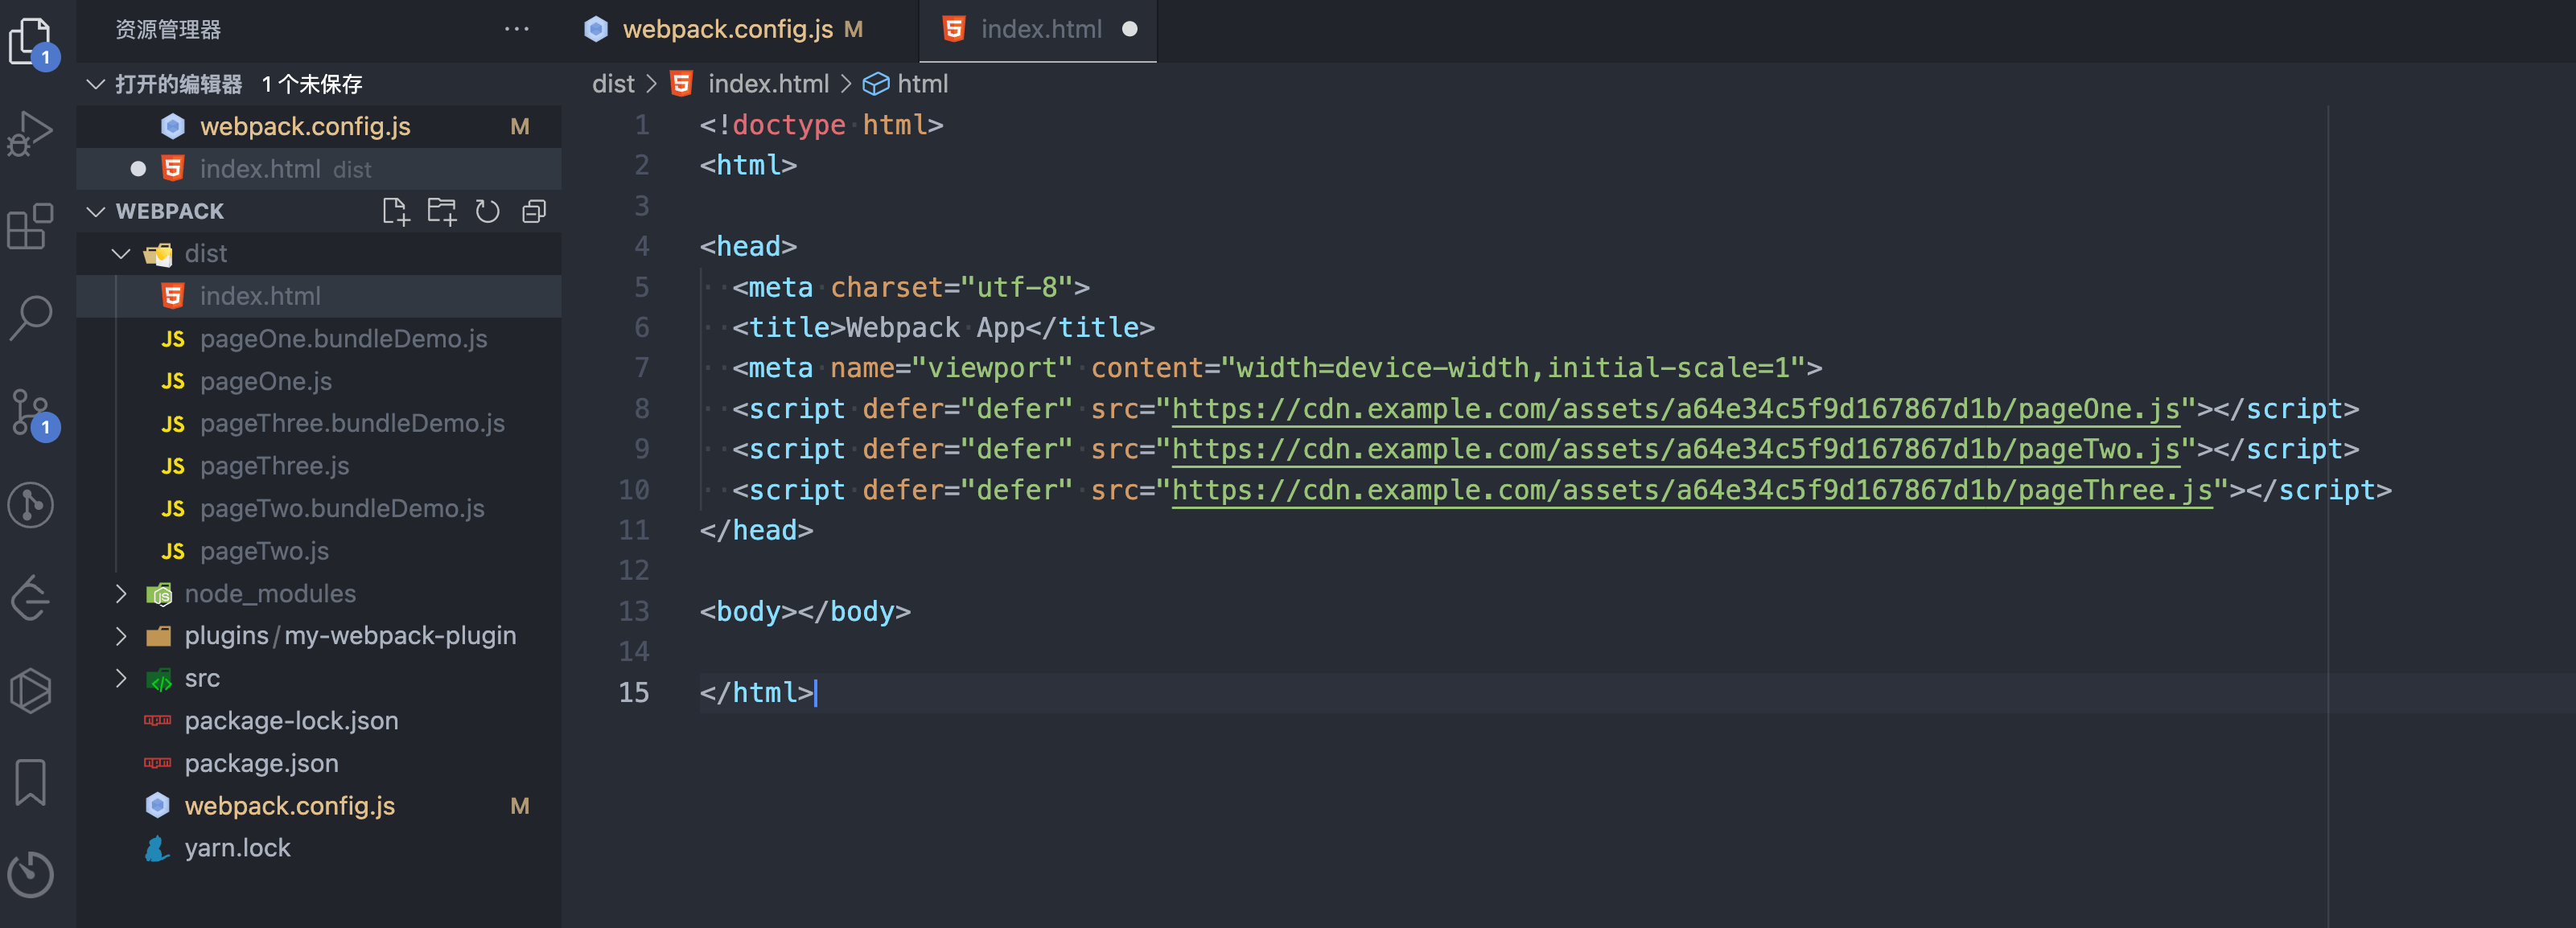 资源管理器
打开的编辑器 1 个未保存
webpack.config.js M
index.html dist
WEBPACK
dist
index.html
JS pageOne.bundleDemo.js
JS pageOne.js
JS pageThree.bundleDemo.js
JS pageThree.js
JS pageTwo.bundleDemo.js
JS pageTwo.js
node_modules
plugins/my-webpack-plugin
src
package-lock.json
package.json
webpack.config.js M
yarn.lock
1
1
webpack.config.js M
index.html
dist > index.html > html
1 <!doctype html>
2 <html>
3
4 <head>
5 <meta charset="utf-8">
6 <title>Webpack App</title>
7 <meta name="viewport" content="width=device-width,initial-scale=1">
8 <script defer="defer" src="https://cdn.example.com/assets/a64e34c5f9d167867d1b/pageOne.js"></script>
9 <script defer="defer" src="https://cdn.example.com/assets/a64e34c5f9d167867d1b/pageTwo.js"></script>
10 <script defer="defer" src="https://cdn.example.com/assets/a64e34c5f9d167867d1b/pageThree.js"></script>
11 </head>
12
13 <body></body>
14
15 </html>